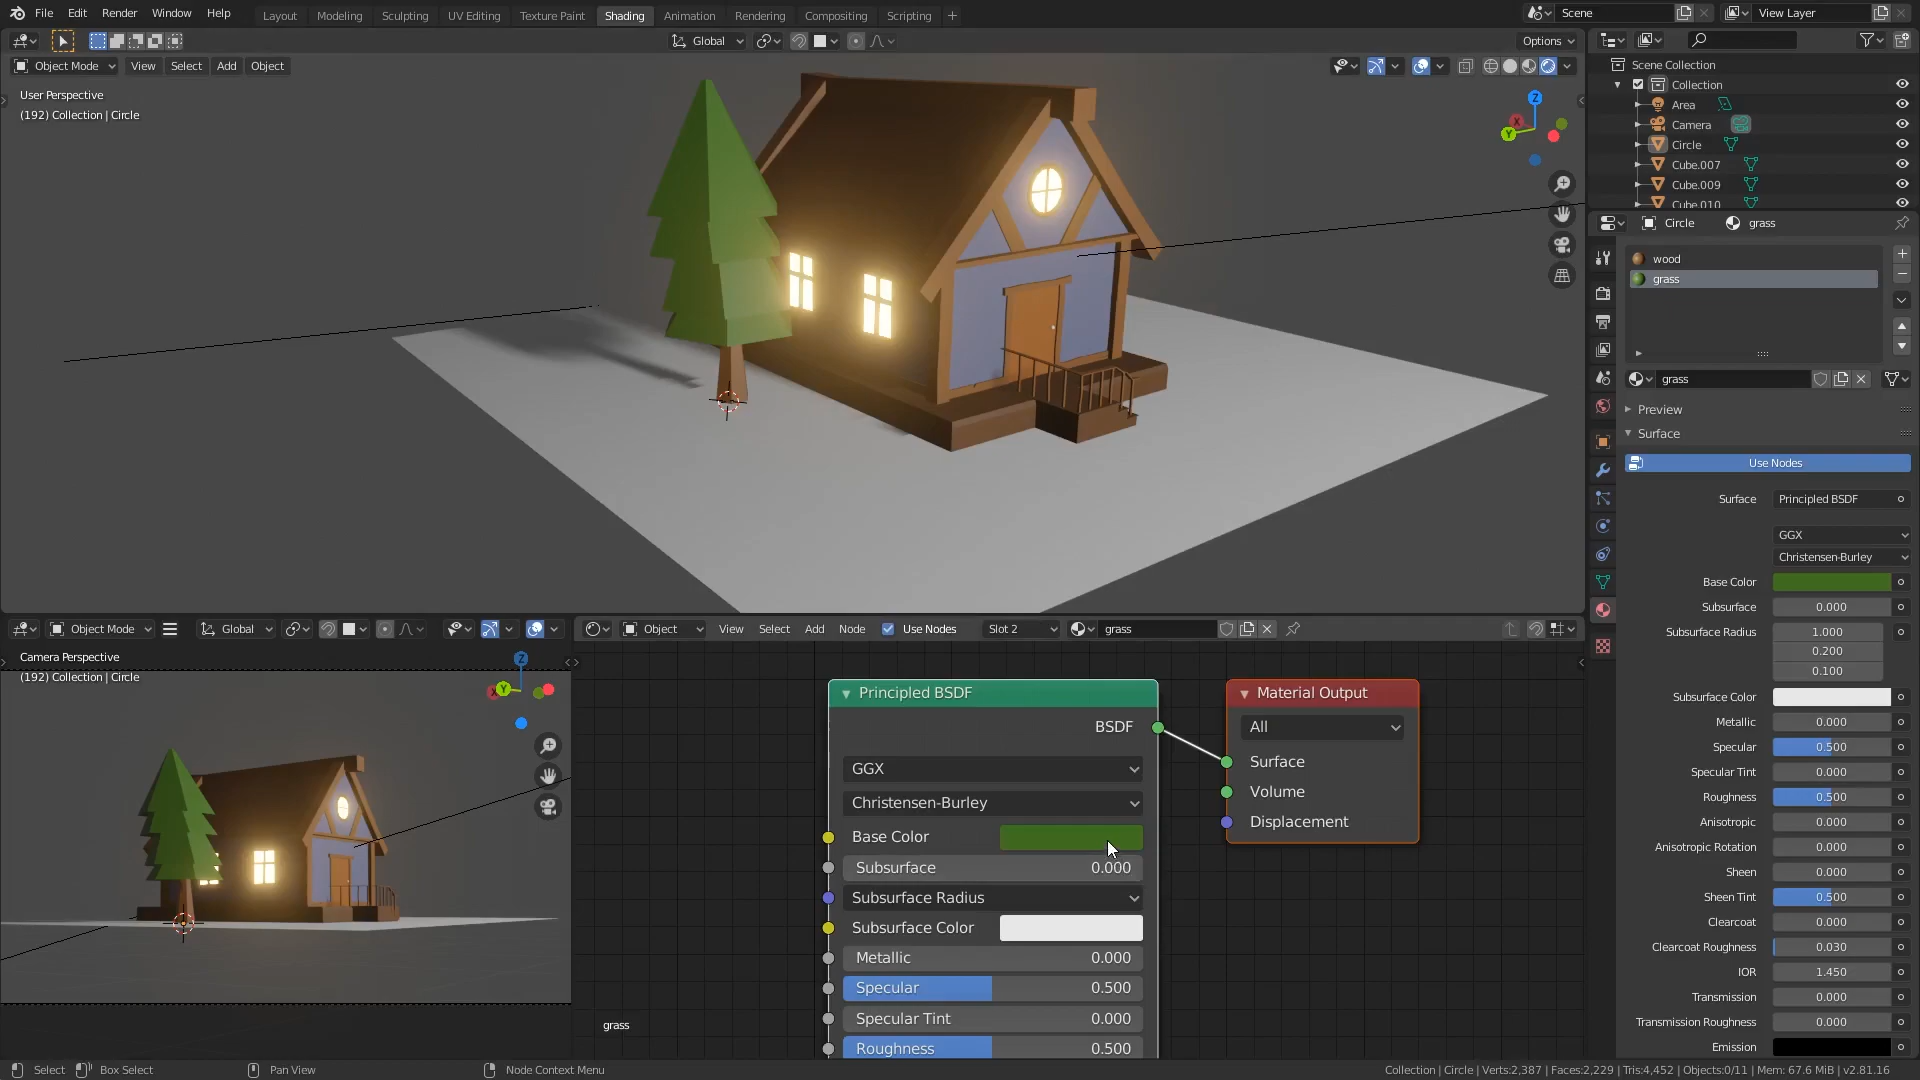 File Edit Render Window Help Layout Modeling Sculpting UV Editing Texture Paint Shading Animation Rendering Compositing Scripting + Scene View Layer
Global Options
Object Mode View Select Add Object
User Perspective
(192) Collection | Circle
Z
X
Y
Scene Collection
Collection
Area
Camera
Circle
Cube.007
Cube.009
Cube.010
Circle grass
wood
grass
grass
Preview
Surface
Use Nodes
Surface Principled BSDF
GGX
Christensen-Burley
Base Color
Subsurface 0.000
Subsurface Radius 1.000
0.200
0.100
Subsurface Color
Metallic 0.000
Specular 0.500
Specular Tint 0.000
Roughness 0.500
Anisotropic 0.000
Anisotropic Rotation 0.000
Sheen 0.000
Sheen Tint 0.500
Clearcoat 0.000
Clearcoat Roughness 0.030
IOR 1.450
Transmission 0.000
Transmission Roughness 0.000
Emission
Object Mode Global
Camera Perspective
(192) Collection | Circle
Z
X
Y
Object View Select Add Node Use Nodes Slot 2 grass
Principled BSDF
BSDF
GGX
Christensen-Burley
Base Color
Subsurface 0.000
Subsurface Radius
Subsurface Color
Metallic 0.000
Specular 0.500
Specular Tint 0.000
Roughness 0.500
Material Output
All
Surface
Volume
Displacement
grass
Select Box Select Pan View Node Context Menu Collection | Circle | Verts:2,387 | Faces:2,229 | Tris:4,452 | Objects:0/11 | Mem: 67.6 MiB | v2.81.16